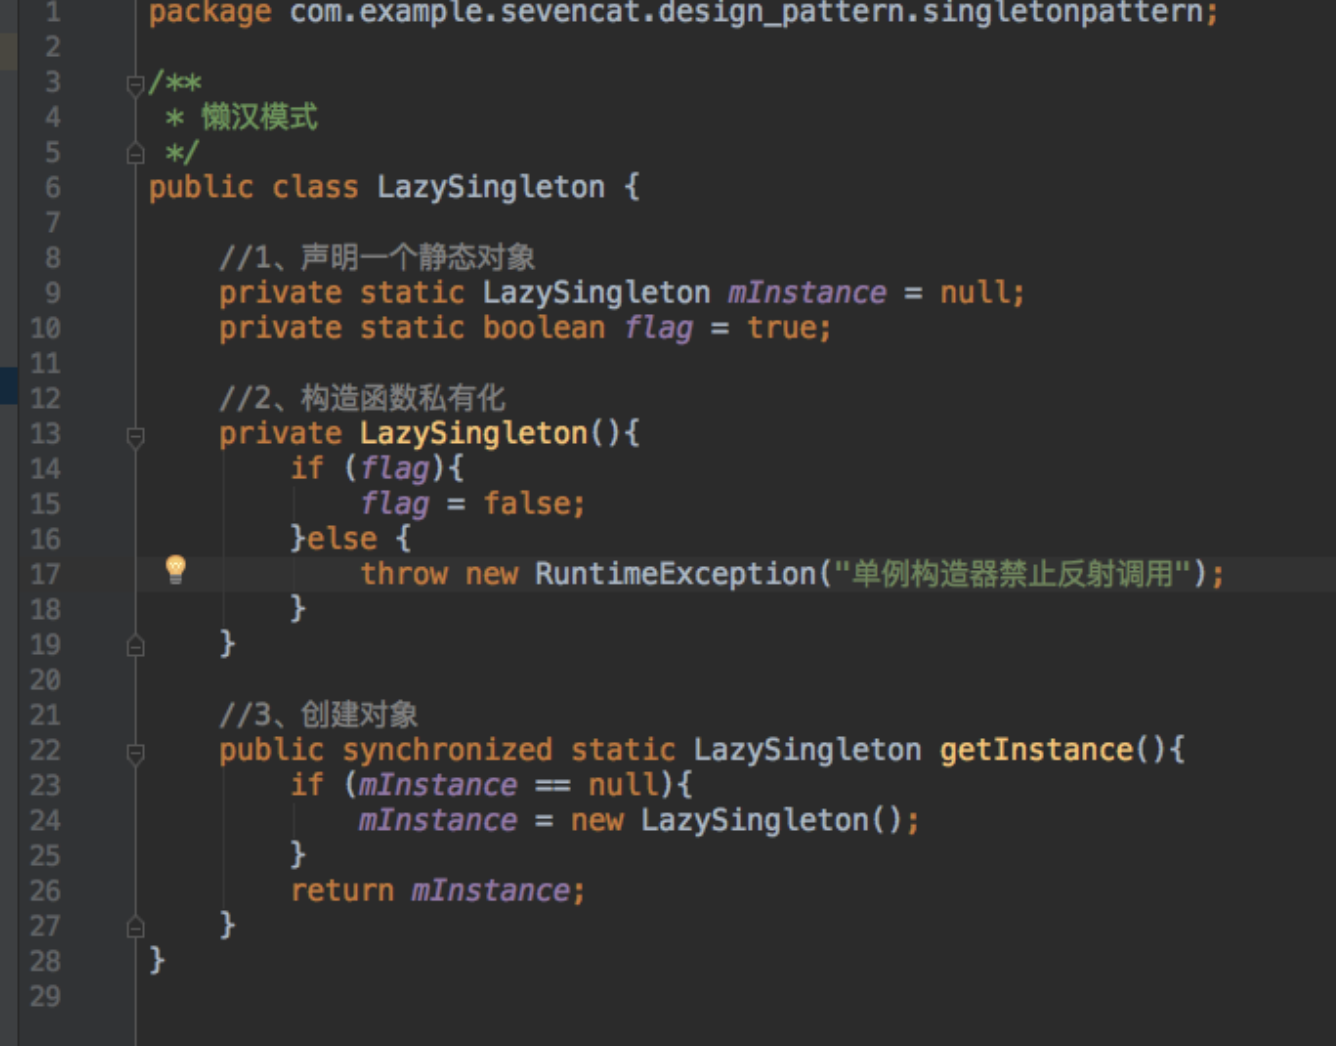 1 package com.example.sevencat.design_pattern.singletonpattern;
2
3 /**
4 * 懒汉模式
5 */
6 public class LazySingleton {
7
8 //1、声明一个静态对象
9 private static LazySingleton mInstance = null;
10 private static boolean flag = true;
11
12 //2、构造函数私有化
13 private LazySingleton(){
14 if (flag){
15 flag = false;
16 }else {
17 throw new RuntimeException("单例构造器禁止反射调用");
18 }
19 }
20
21 //3、创建对象
22 public synchronized static LazySingleton getInstance(){
23 if (mInstance == null){
24 mInstance = new LazySingleton();
25 }
26 return mInstance;
27 }
28 }
29